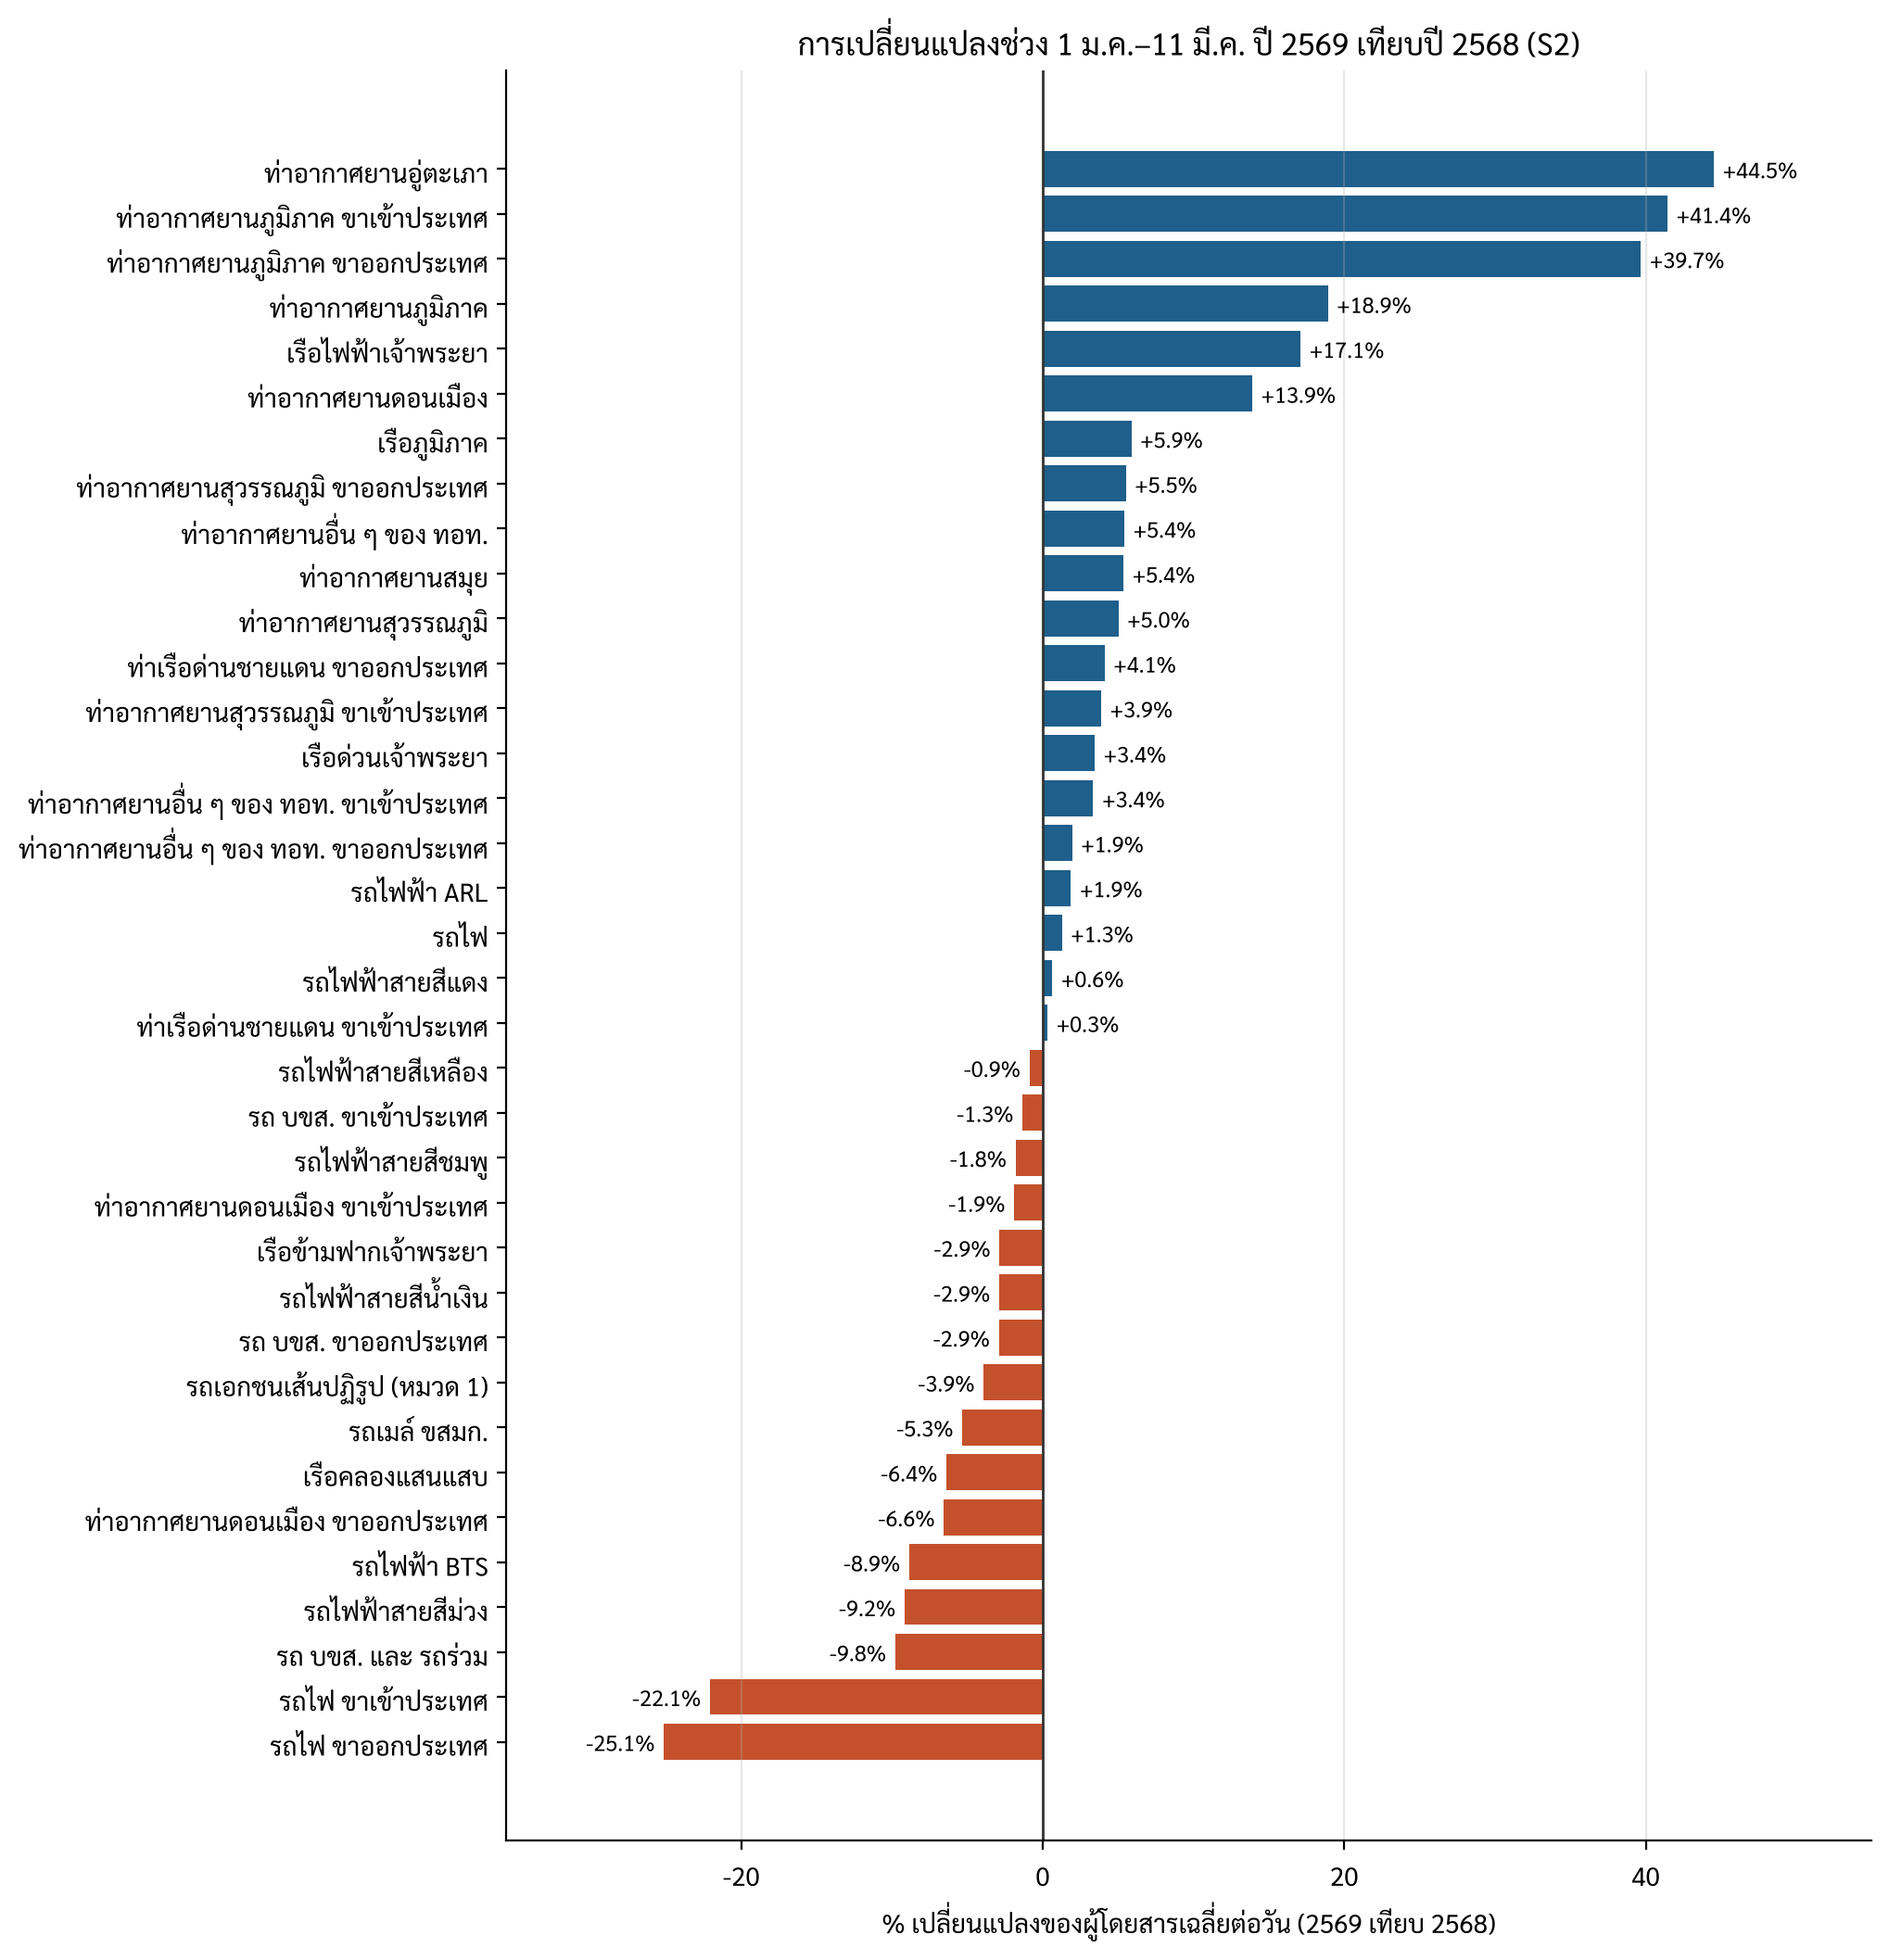 การเปลี่ยนแปลงช่วง 1 ม.ค.–11 มี.ค. ปี 2569 เทียบปี 2568 (S2)
ท่าอากาศยานอู่ตะเภา +44.5%
ท่าอากาศยานภูมิภาค ขาเข้าประเทศ +41.4%
ท่าอากาศยานภูมิภาค ขาออกประเทศ +39.7%
ท่าอากาศยานภูมิภาค +18.9%
เรือไฟฟ้าเจ้าพระยา +17.1%
ท่าอากาศยานดอนเมือง +13.9%
เรือภูมิภาค +5.9%
ท่าอากาศยานสุวรรณภูมิ ขาออกประเทศ +5.5%
ท่าอากาศยานอื่น ๆ ของ ทอท. +5.4%
ท่าอากาศยานสมุย +5.4%
ท่าอากาศยานสุวรรณภูมิ +5.0%
ท่าเรือด่านชายแดน ขาออกประเทศ +4.1%
ท่าอากาศยานสุวรรณภูมิ ขาเข้าประเทศ +3.9%
เรือด่วนเจ้าพระยา +3.4%
ท่าอากาศยานอื่น ๆ ของ ทอท. ขาเข้าประเทศ +3.4%
ท่าอากาศยานอื่น ๆ ของ ทอท. ขาออกประเทศ +1.9%
รถไฟฟ้า ARL +1.9%
รถไฟ +1.3%
รถไฟฟ้าสายสีแดง +0.6%
ท่าเรือด่านชายแดน ขาเข้าประเทศ +0.3%
รถไฟฟ้าสายสีเหลือง -0.9%
รถ บขส. ขาเข้าประเทศ -1.3%
รถไฟฟ้าสายสีชมพู -1.8%
ท่าอากาศยานดอนเมือง ขาเข้าประเทศ -1.9%
เรือข้ามฟากเจ้าพระยา -2.9%
รถไฟฟ้าสายสีน้ำเงิน -2.9%
รถ บขส. ขาออกประเทศ -2.9%
รถเอกชนเส้นปฏิรูป (หมวด 1) -3.9%
รถเมล์ ขสมก. -5.3%
เรือคลองแสนแสบ -6.4%
ท่าอากาศยานดอนเมือง ขาออกประเทศ -6.6%
รถไฟฟ้า BTS -8.9%
รถไฟฟ้าสายสีม่วง -9.2%
รถ บขส. และ รถร่วม -9.8%
รถไฟ ขาเข้าประเทศ -22.1%
รถไฟ ขาออกประเทศ -25.1%
-20 0 20 40
% เปลี่ยนแปลงของผู้โดยสารเฉลี่ยต่อวัน (2569 เทียบ 2568)